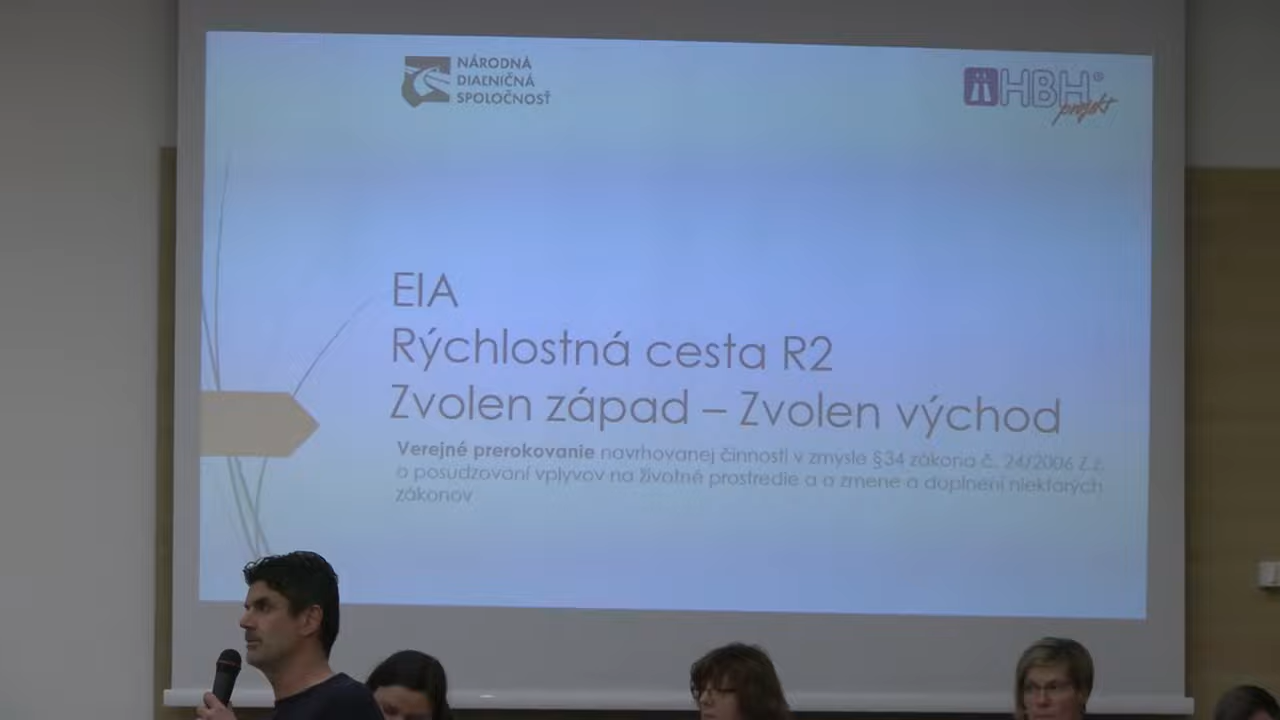 NÁRODNÁ
DIAĽNIČNÁ
SPOLOČNOSŤ
HBH®
projekt
EIA
Rýchlostná cesta R2
Zvolen západ – Zvolen východ
Verejné prerokovanie navrhovanej činnosti v zmysle §34 zákona č. 24/2006 Z.z.
o posudzovaní vplyvov na životné prostredie a o zmene a doplnení niektorých
zákonov